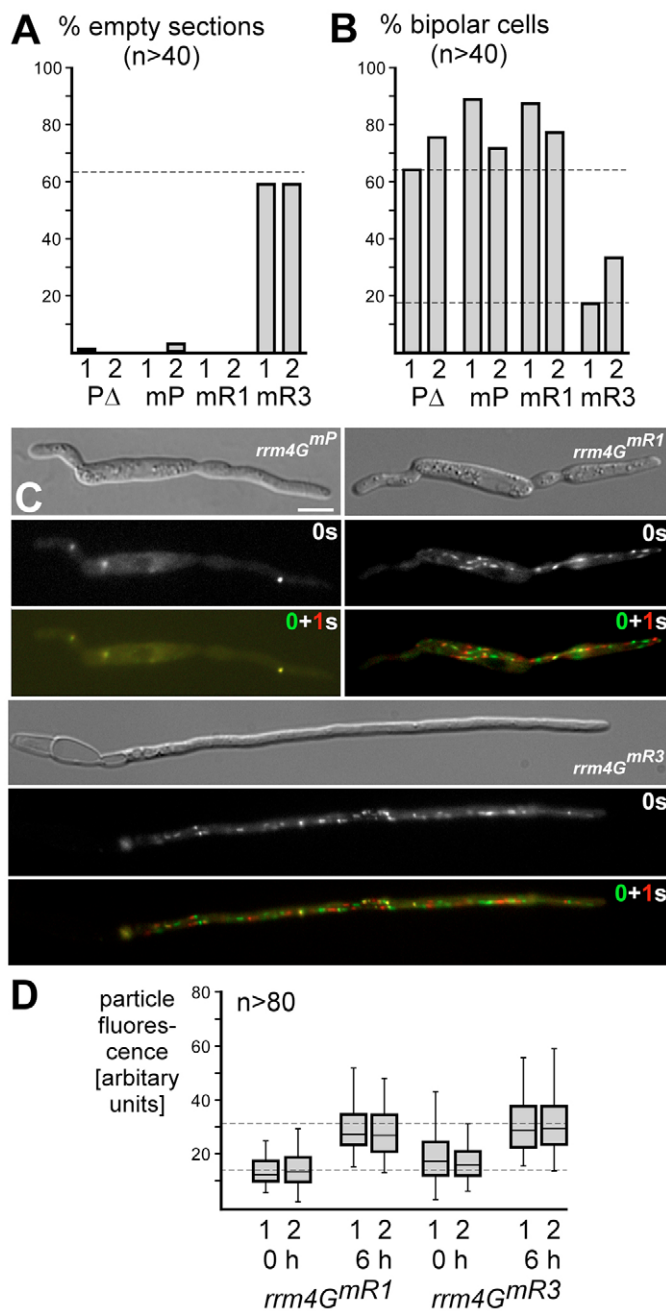 A % empty sections
(n>40)
100
80
60
40
20
1 2 1 2 1 2 1 2
PΔ mP mR1 mR3
B % bipolar cells
(n>40)
100
80
60
40
20
1 2 1 2 1 2 1 2
PΔ mP mR1 mR3
C
rrm4G^mP
0s
0+1s
rrm4G^mR1
0s
0+1s
rrm4G^mR3
0s
0+1s
D
particle
fluores-
cence
[arbitary
units]
n>80
80
60
40
20
1 2 1 2 1 2 1 2
0 h 6 h 0 h 6 h
rrm4G^mR1 rrm4G^mR3